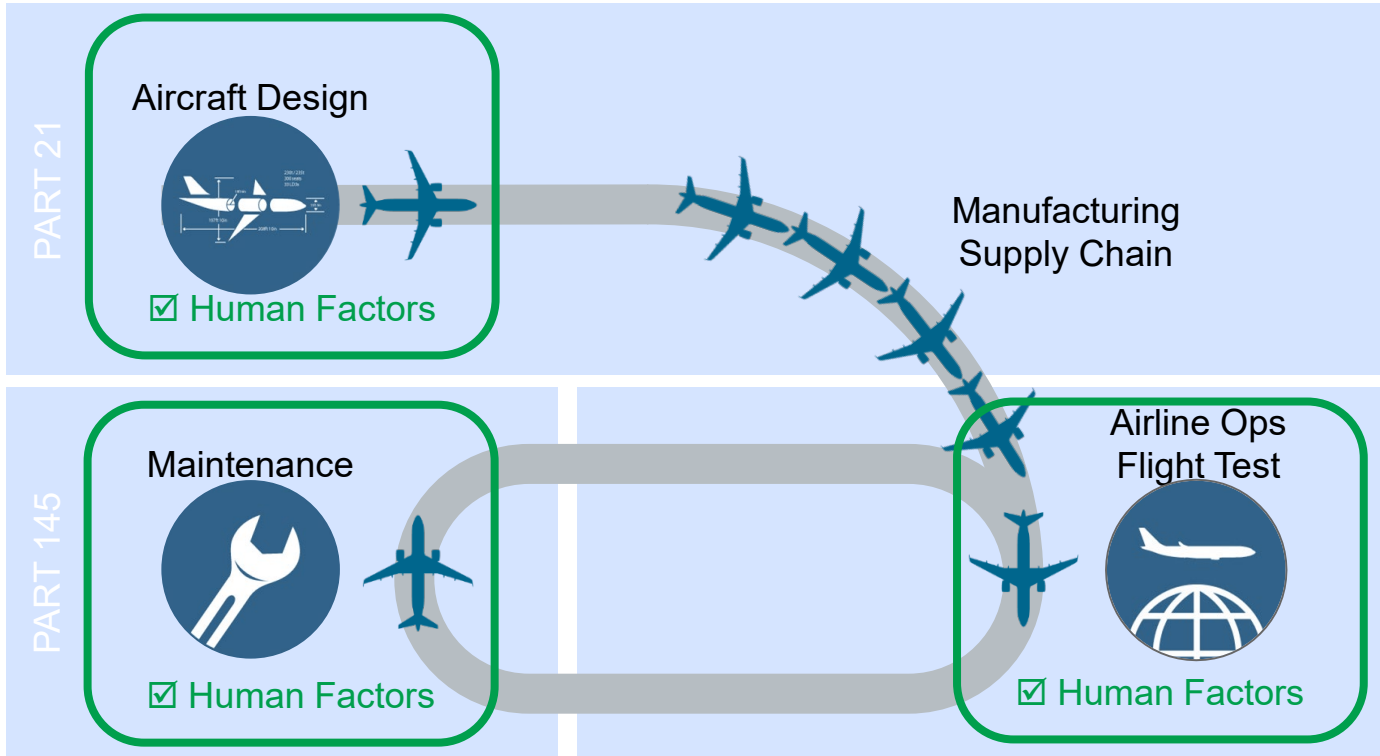 PART 21
Aircraft Design
☑ Human Factors
Manufacturing
Supply Chain
PART 145
Maintenance
☑ Human Factors
Airline Ops
Flight Test
☑ Human Factors